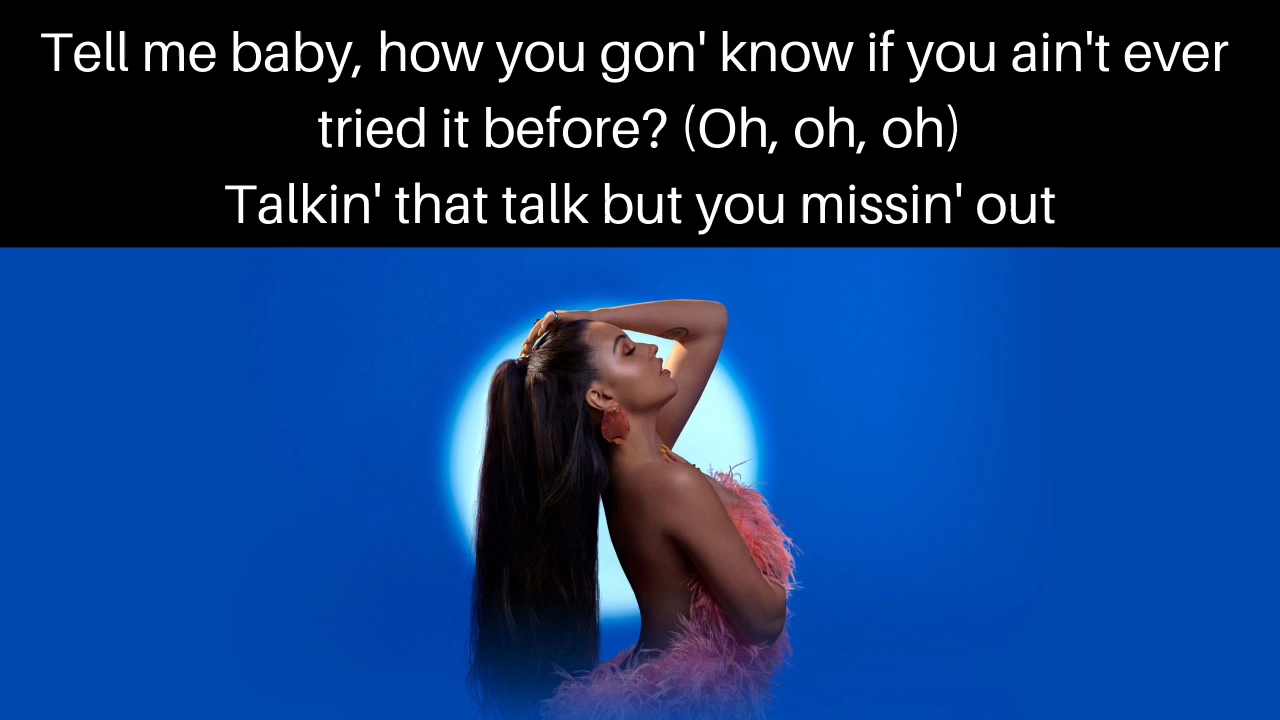 Tell me baby, how you gon' know if you ain't ever
tried it before? (Oh, oh, oh)
Talkin' that talk but you missin' out